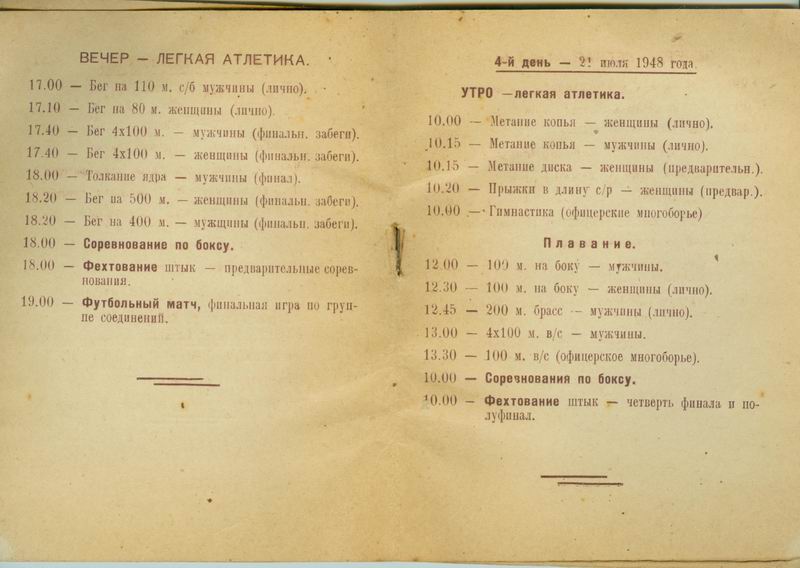 ВЕЧЕР — ЛЕГКАЯ АТЛЕТИКА.
17.00 — Бег на 110 м. с/б мужчины (лично).
17.10 — Бег на 80 м. женщины (лично).
17.40 — Бег 4х100 м. — мужчины (финальн. забеги).
17.40 — Бег 4х100 м. — женщины (финальн. забеги).
18.00 — Толкание ядра — мужчины (финал).
18.20 — Бег на 500 м. — женщины (финальн. забеги).
18.20 — Бег на 400 м. — мужщины (финальн. забеги).
18.00 — Соревнование по боксу.
18.00 — Фехтование штык — предварительные сорев-
нования.
19.00 — Футбольный матч, финальная игра по груп-
пе соединений.
4-й день — 21 июля 1948 года.
УТРО — легкая атлетика.
10.00 — Метание копья — женщины (лично).
10.15 — Метание копья — мужчины (лично).
10.15 — Метание диска — женщины (предварительн.).
10.20 — Прыжки в длину с/р — женщины (предвар.).
10.00 — Гимнастика (офицерские многоборье)
Плавание.
12.00 — 100 м. на боку — мужчины.
12.30 — 100 м. на боку — женщины (лично).
12.45 — 200 м. брасс — мужчины (лично).
13.00 — 4х100 м. в/с — мужчины.
13.30 — 100 м. в/с (офицерское многоборье).
10.00 — Соревнования по боксу.
10.00 — Фехтование штык — четверть финала и по-
луфинал.